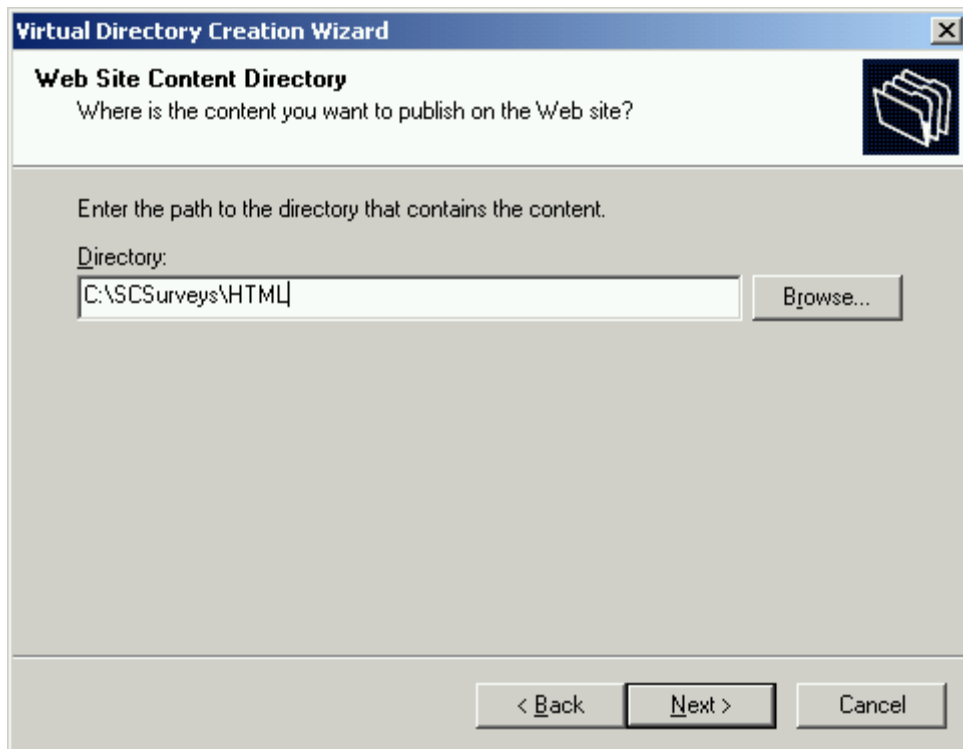 Virtual Directory Creation Wizard
Web Site Content Directory
Where is the content you want to publish on the Web site?
Enter the path to the directory that contains the content.
Directory:
C:\SCSurveys\HTML
Browse...
< Back
Next >
Cancel